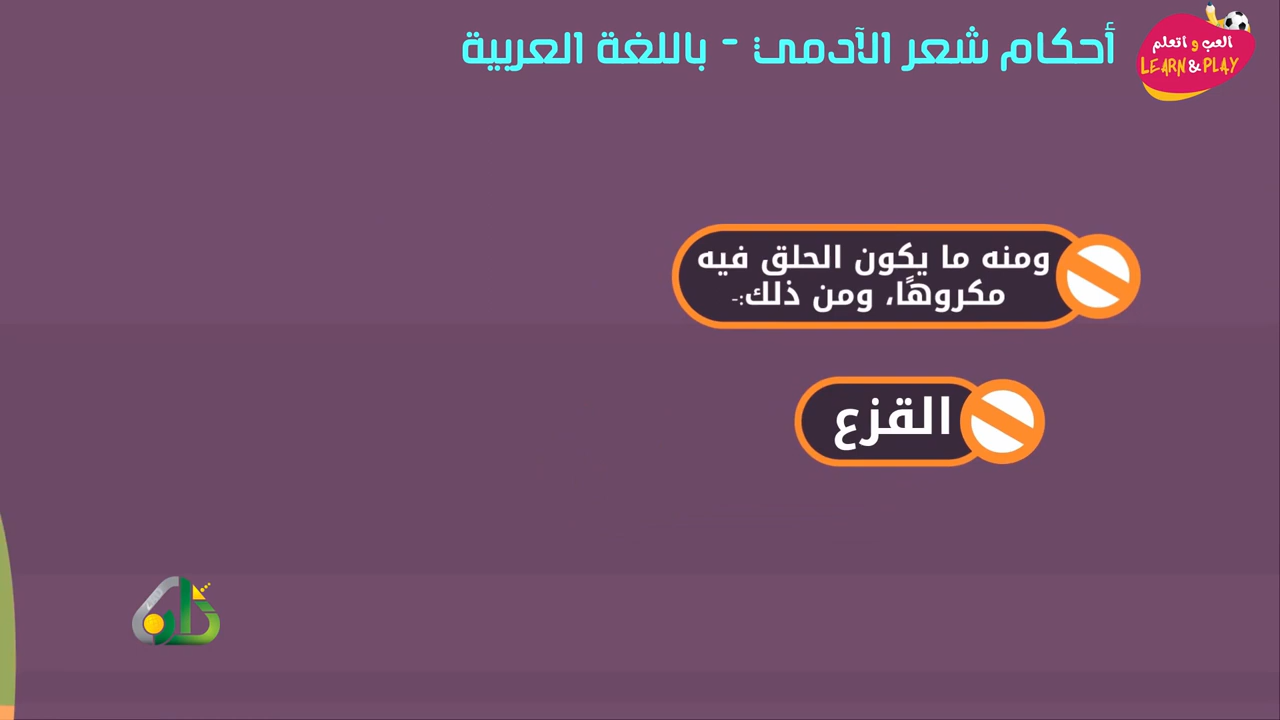 أحكام شعر الآدمي - باللغة العربية
العب و اتعلم
LEARN & PLAY
ومنه ما يكون الحلق فيه
مكروهًا، ومن ذلك:-
القزع